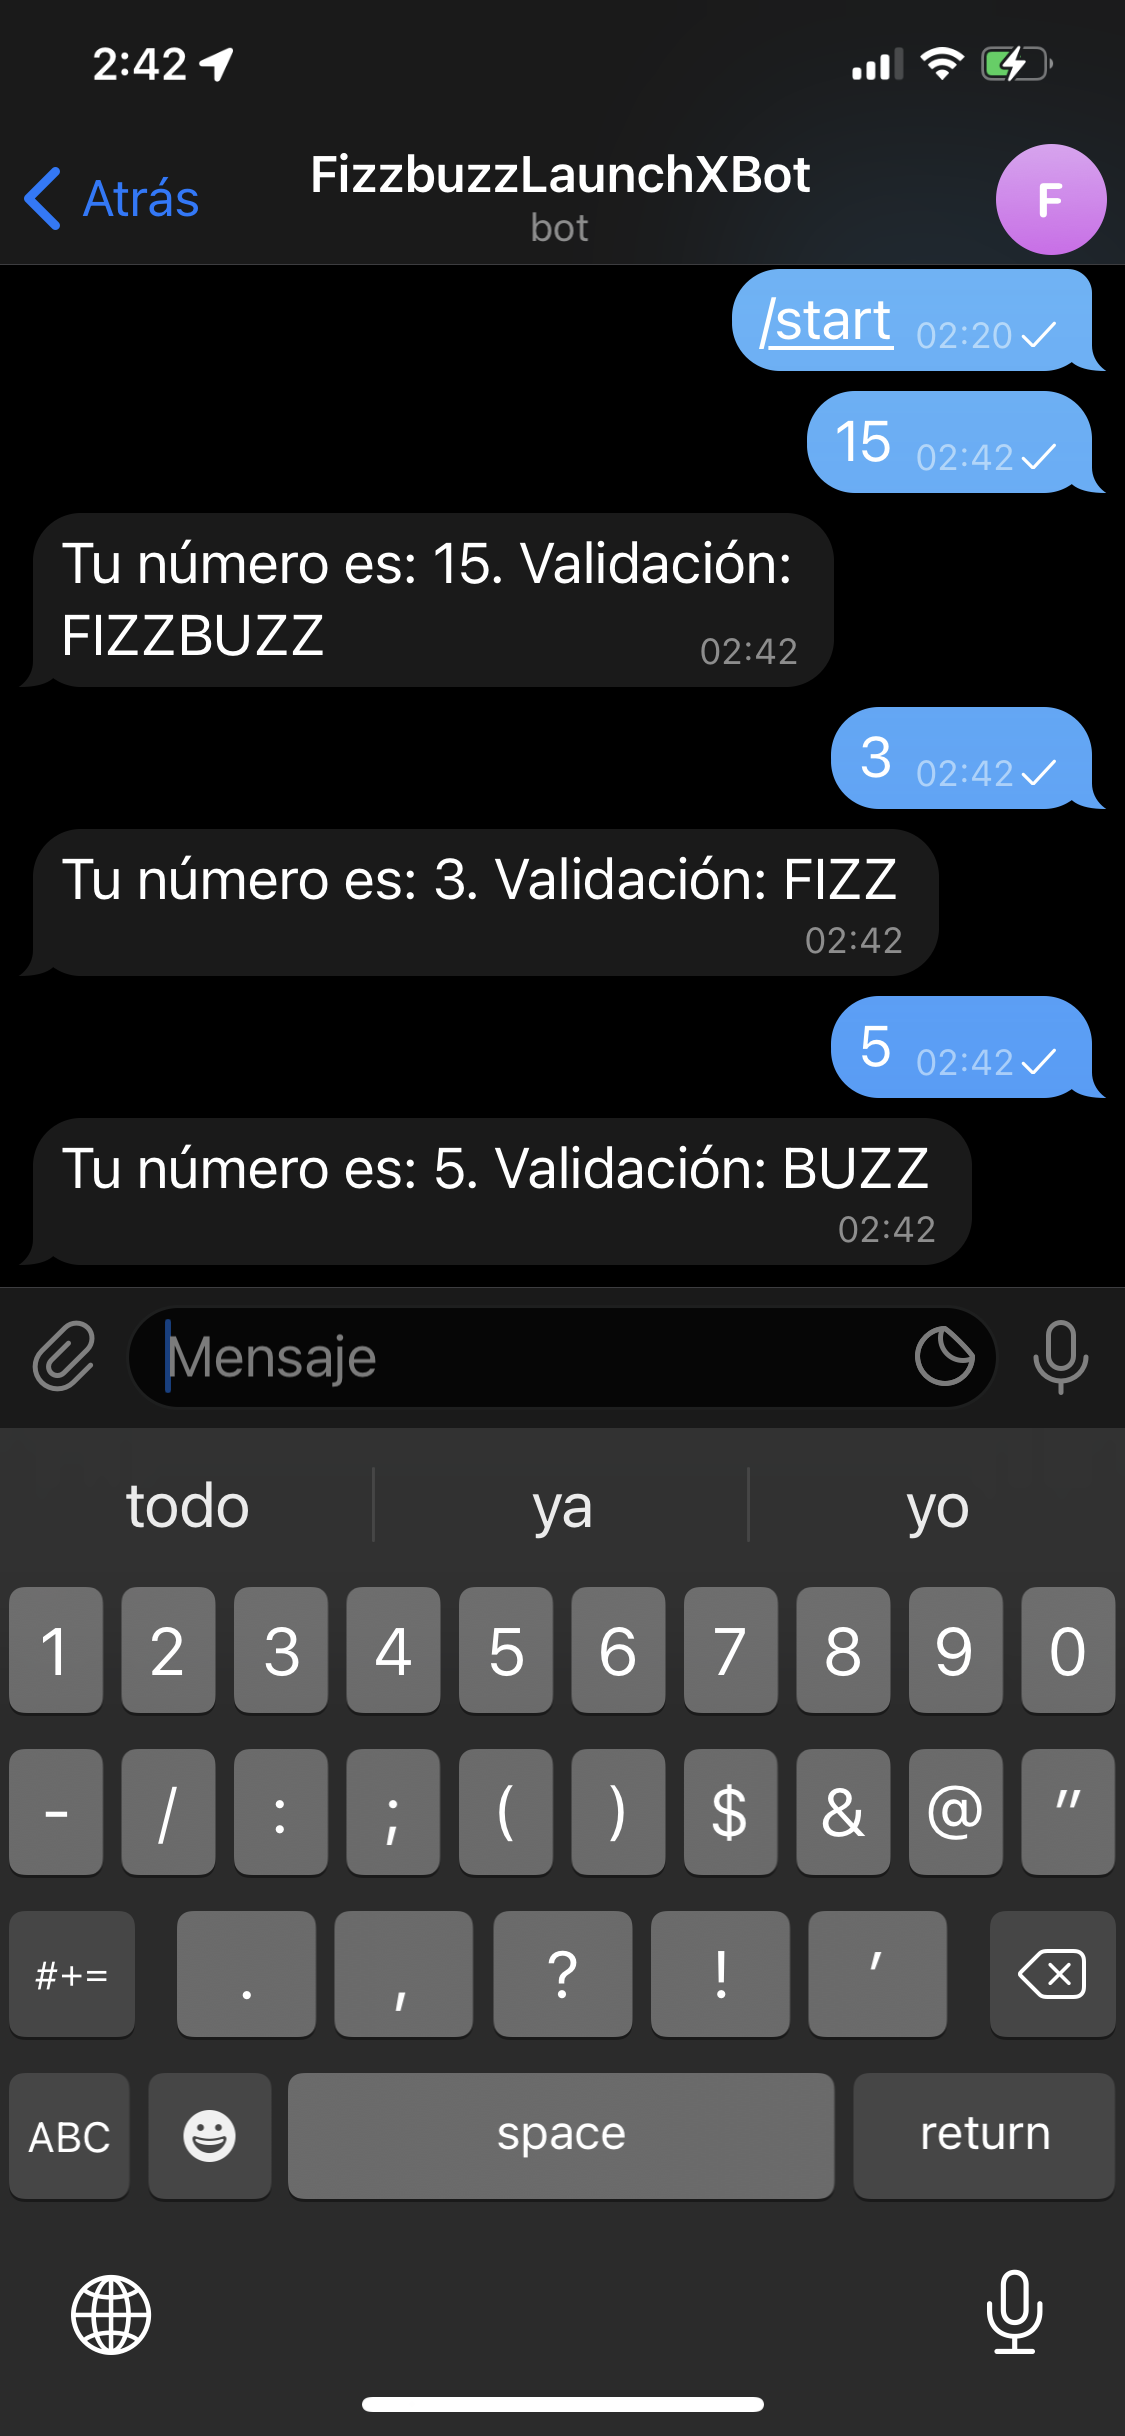 2:42
Atrás
FizzbuzzLaunchXBot
bot
F
/start 02:20
15 02:42
Tu número es: 15. Validación:
FIZZBUZZ 02:42
3 02:42
Tu número es: 3. Validación: FIZZ
02:42
5 02:42
Tu número es: 5. Validación: BUZZ
02:42
Mensaje
todo ya yo
1 2 3 4 5 6 7 8 9 0
- / : ; ( ) $ & @ "
#+= . , ? ! '
ABC space return